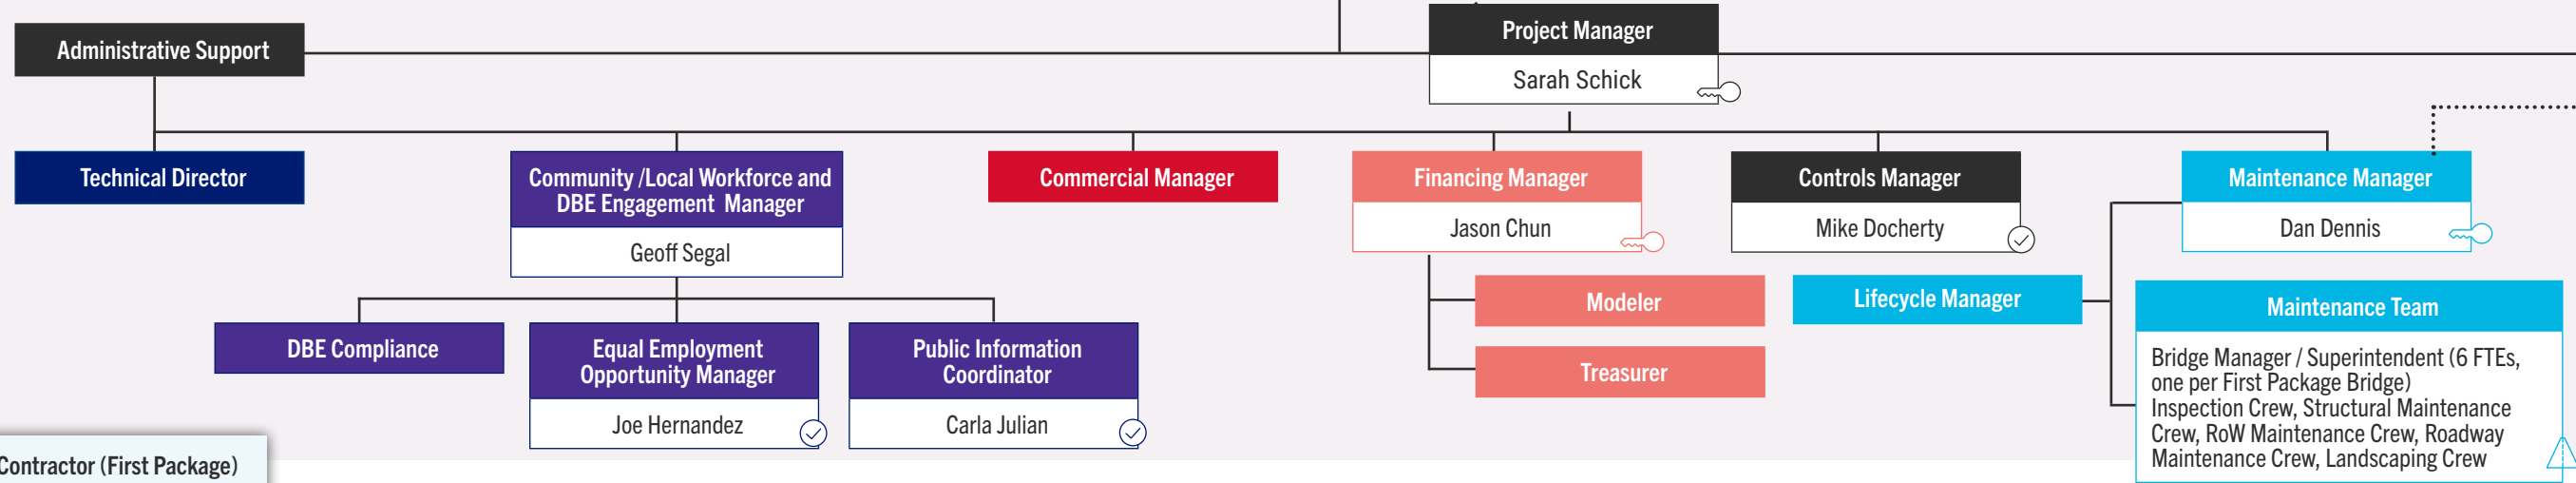 Administrative Support
Project Manager
Sarah Schick
Technical Director
Community /Local Workforce and
DBE Engagement Manager
Geoff Segal
Commercial Manager
Financing Manager
Jason Chun
Controls Manager
Mike Docherty
Maintenance Manager
Dan Dennis
DBE Compliance
Equal Employment
Opportunity Manager
Joe Hernandez
Public Information
Coordinator
Carla Julian
Modeler
Treasurer
Lifecycle Manager
Maintenance Team
Bridge Manager / Superintendent (6 FTEs,
one per First Package Bridge)
Inspection Crew, Structural Maintenance
Crew, RoW Maintenance Crew, Roadway
Maintenance Crew, Landscaping Crew
Contractor (First Package)